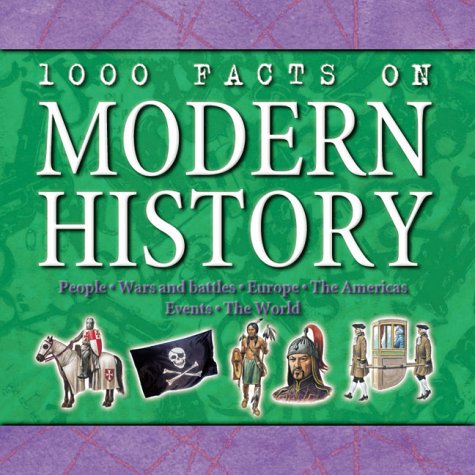 1000 FACTS ON
MODERN
HISTORY
People • Wars and battles • Europe • The Americas
Events • The World